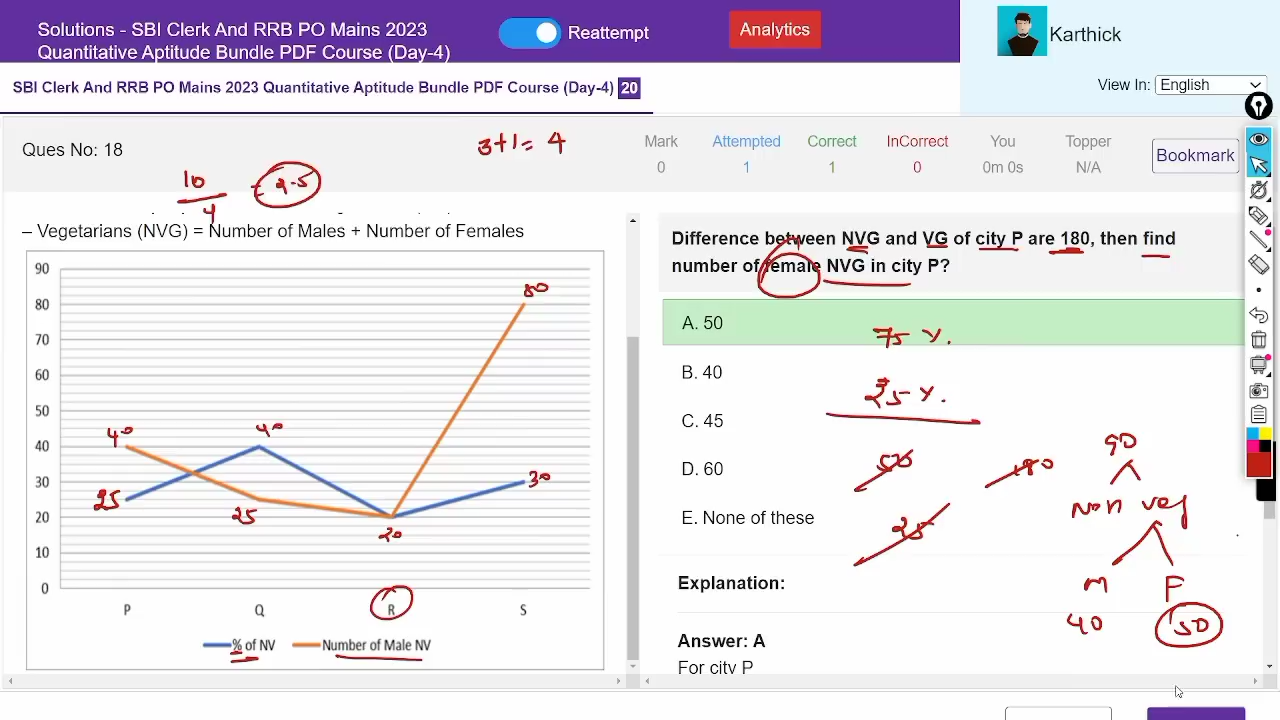 Solutions - SBI Clerk And RRB PO Mains 2023
Quantitative Aptitude Bundle PDF Course (Day-4)
Reattempt
Analytics
Karthick
SBI Clerk And RRB PO Mains 2023 Quantitative Aptitude Bundle PDF Course (Day-4) 20
View In: English
Ques No: 18
3+1 = 4
Mark Attempted Correct InCorrect You Topper
0 1 1 0 0m 0s N/A
Bookmark
10
4
= 2.5
– Vegetarians (NVG) = Number of Males + Number of Females
90
80
70
60
50
40
30
20
10
0
P Q R S
40
25
40
25
20
80
30
% of NV Number of Male NV
Difference between NVG and VG of city P are 180, then find
number of female NVG in city P?
A. 50
75 %.
B. 40
25 %.
C. 45
D. 60
50 180
90
E. None of these
25
Non veg
M F
40 50
Explanation:
Answer: A
For city P